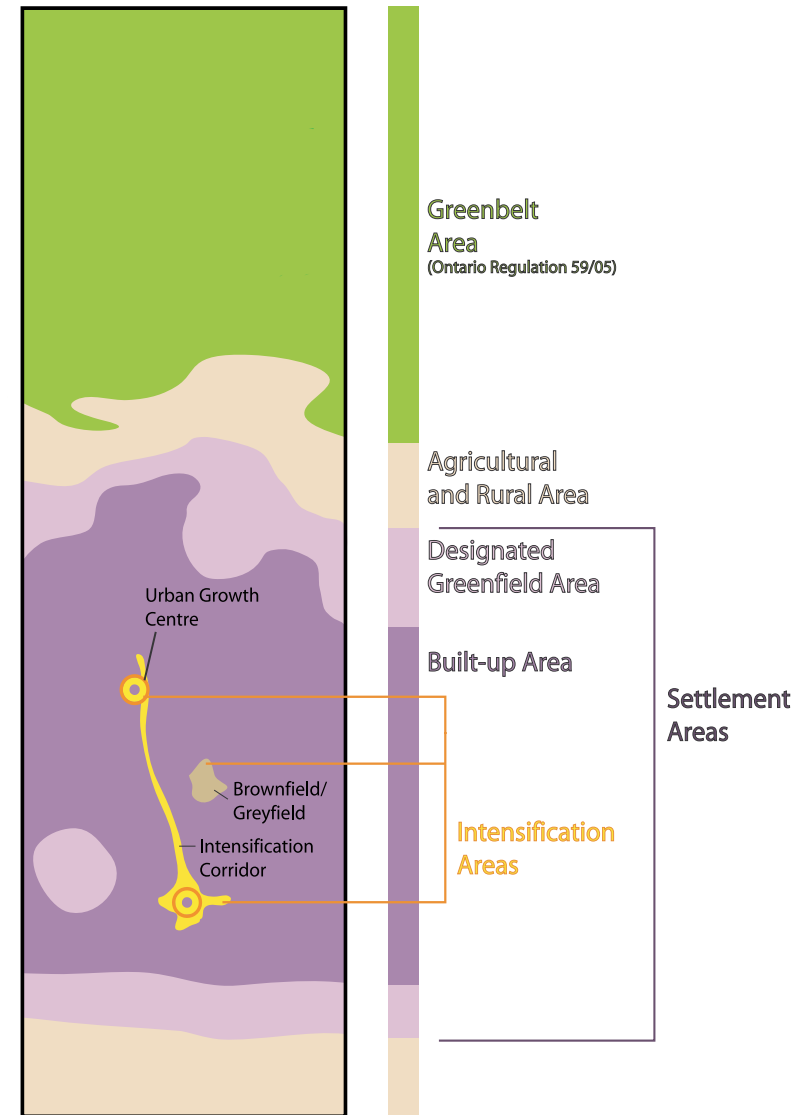 Greenbelt
Area
(Ontario Regulation 59/05)
Agricultural
and Rural Area
Designated
Greenfield Area
Urban Growth
Centre
Built-up Area
Settlement
Areas
Brownfield/
Greyfield
Intensification
Areas
Intensification
Corridor